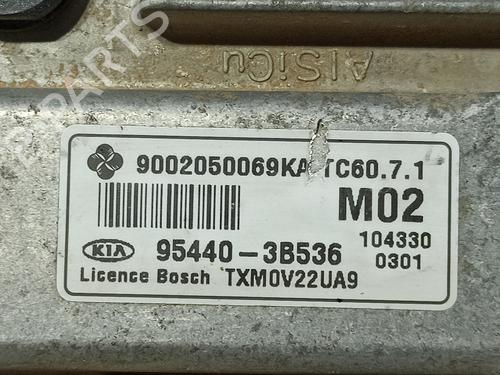 AlSiCu
9002050069KA TC60.7.1
M02
KIA 95440-3B536 104330
0301
Licence Bosch TXM0V22UA9